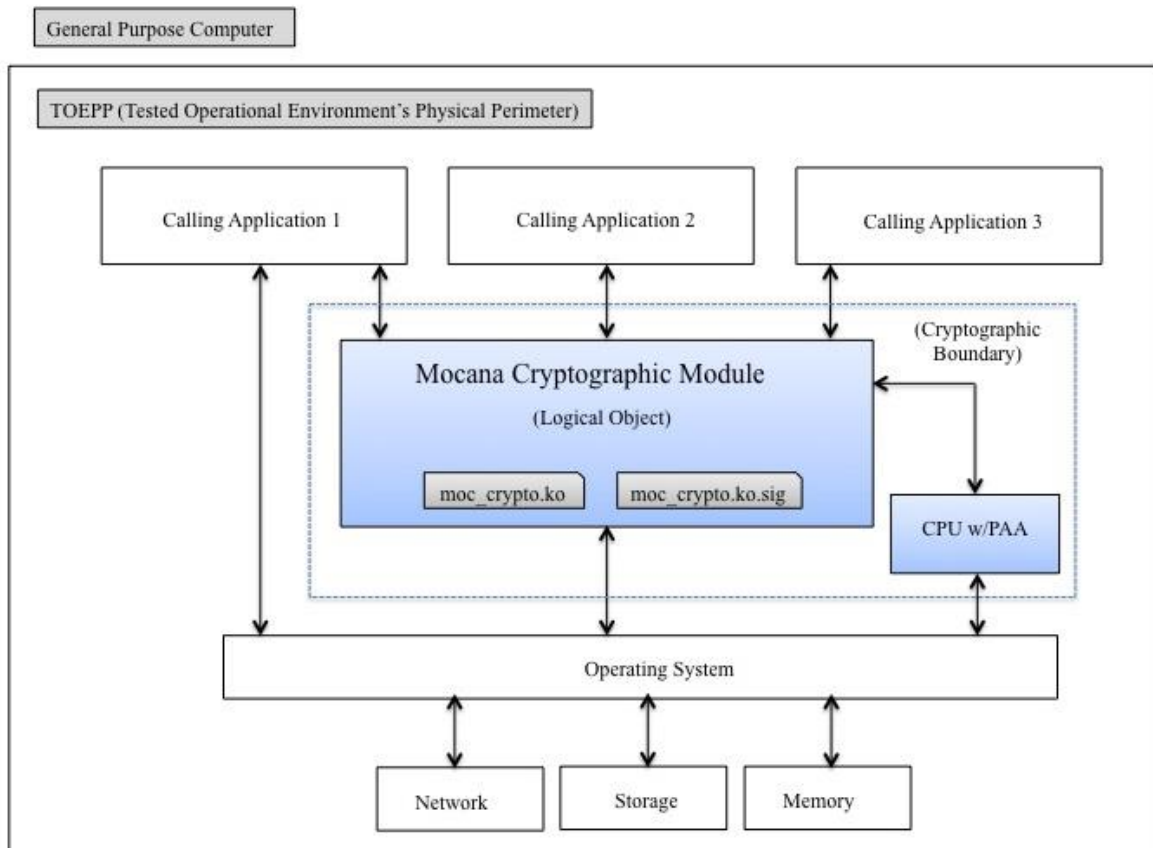 General Purpose Computer
TOEPP (Tested Operational Environment’s Physical Perimeter)
Calling Application 1
Calling Application 2
Calling Application 3
(Cryptographic
Boundary)
Mocana Cryptographic Module
(Logical Object)
moc_crypto.ko
moc_crypto.ko.sig
CPU w/PAA
Operating System
Network
Storage
Memory